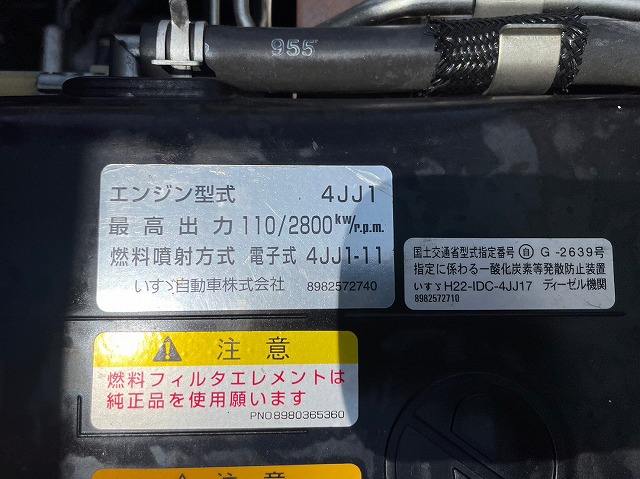 955
エンジン型式 4JJ1
最高出力 110/2800kW/r.p.m.
燃料噴射方式 電子式 4JJ1-11
いすゞ自動車株式会社 8982572740
国土交通省型式指定番号 自 G-2639号
指定に係わる一酸化炭素等発散防止装置
いすゞH22-IDC-4JJ17 ディーゼル機関
8982572710
注意
燃料フィルタエレメントは
純正品を使用願います
PNO8980365360
注意